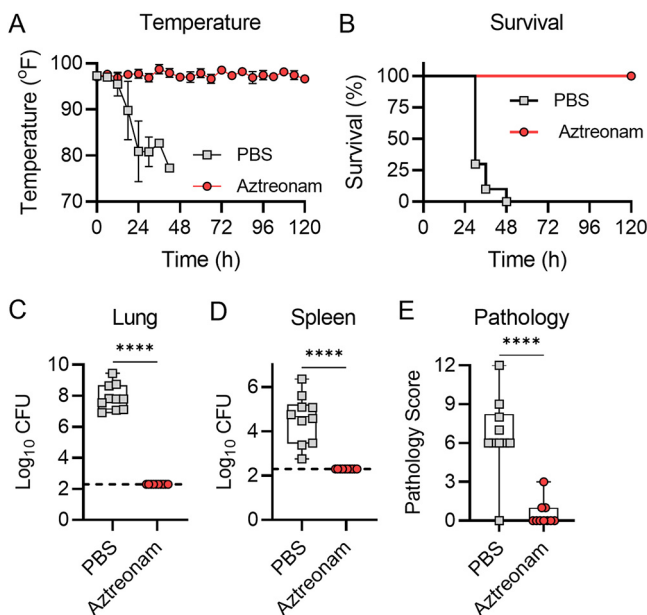 A
Temperature
Temperature (°F)
100
90
80
70
PBS
Aztreonam
0 24 48 72 96 120
Time (h)
B
Survival
Survival (%)
100
75
50
25
0
PBS
Aztreonam
0 24 48 72 96 120
Time (h)
C
Lung
****
Log10 CFU
10
8
6
4
2
0
PBS
Aztreonam
D
Spleen
****
Log10 CFU
6
4
2
0
PBS
Aztreonam
E
Pathology
****
Pathology Score
12
9
6
3
0
PBS
Aztreonam